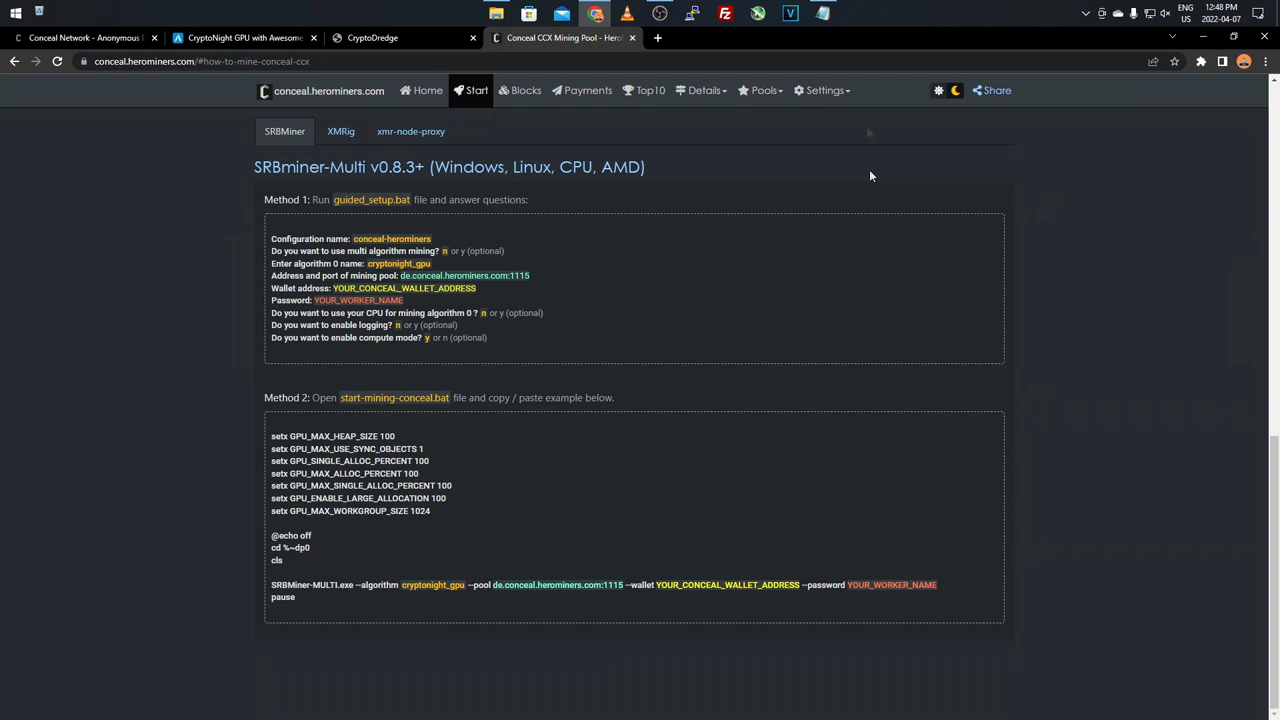 12:48 PM
ENG
US
2022-04-07
Conceal Network - Anonymous D
CryptoNight GPU with Awesome
CryptoDredge
Conceal CCX Mining Pool - Hero
conceal.herominers.com/#how-to-mine-conceal-ccx
conceal.herominers.com
Home
Start
Blocks
Payments
Top10
Details
Pools
Settings
Share
SRBMiner
XMRig
xmr-node-proxy
SRBminer-Multi v0.8.3+ (Windows, Linux, CPU, AMD)
Method 1: Run guided_setup.bat file and answer questions:
Configuration name: conceal-herominers
Do you want to use multi algorithm mining? n or y (optional)
Enter algorithm 0 name: cryptonight_gpu
Address and port of mining pool: de.conceal.herominers.com:1115
Wallet address: YOUR_CONCEAL_WALLET_ADDRESS
Password: YOUR_WORKER_NAME
Do you want to use your CPU for mining algorithm 0 ? n or y (optional)
Do you want to enable logging? n or y (optional)
Do you want to enable compute mode? y or n (optional)
Method 2: Open start-mining-conceal.bat file and copy / paste example below.
setx GPU_MAX_HEAP_SIZE 100
setx GPU_MAX_USE_SYNC_OBJECTS 1
setx GPU_SINGLE_ALLOC_PERCENT 100
setx GPU_MAX_ALLOC_PERCENT 100
setx GPU_MAX_SINGLE_ALLOC_PERCENT 100
setx GPU_ENABLE_LARGE_ALLOCATION 100
setx GPU_MAX_WORKGROUP_SIZE 1024
@echo off
cd %~dp0
cls
SRBMiner-MULTI.exe --algorithm cryptonight_gpu --pool de.conceal.herominers.com:1115 --wallet YOUR_CONCEAL_WALLET_ADDRESS --password YOUR_WORKER_NAME
pause